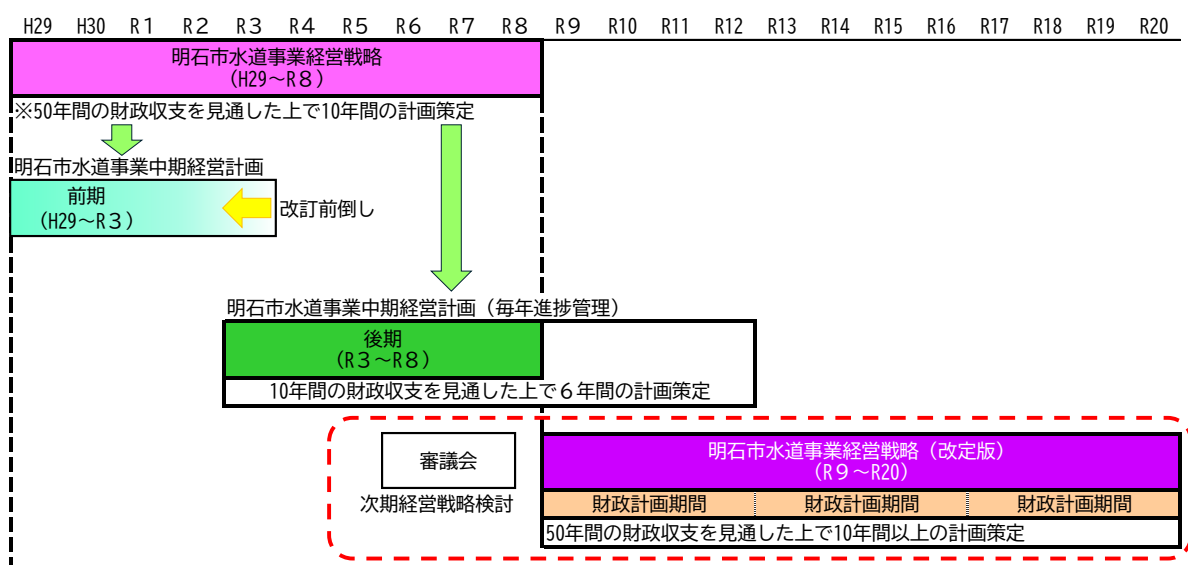 H29 H30 R1 R2 R3 R4 R5 R6 R7 R8 R9 R10 R11 R12 R13 R14 R15 R16 R17 R18 R19 R20
明石市水道事業経営戦略
(H29～R8)
※50年間の財政収支を見通した上で10年間の計画策定
明石市水道事業中期経営計画
前期
(H29～R3)
改訂前倒し
明石市水道事業中期経営計画（毎年進捗管理）
後期
(R3～R8)
10年間の財政収支を見通した上で6年間の計画策定
審議会
次期経営戦略検討
明石市水道事業経営戦略（改定版）
(R9～R20)
財政計画期間 財政計画期間 財政計画期間
50年間の財政収支を見通した上で10年間以上の計画策定